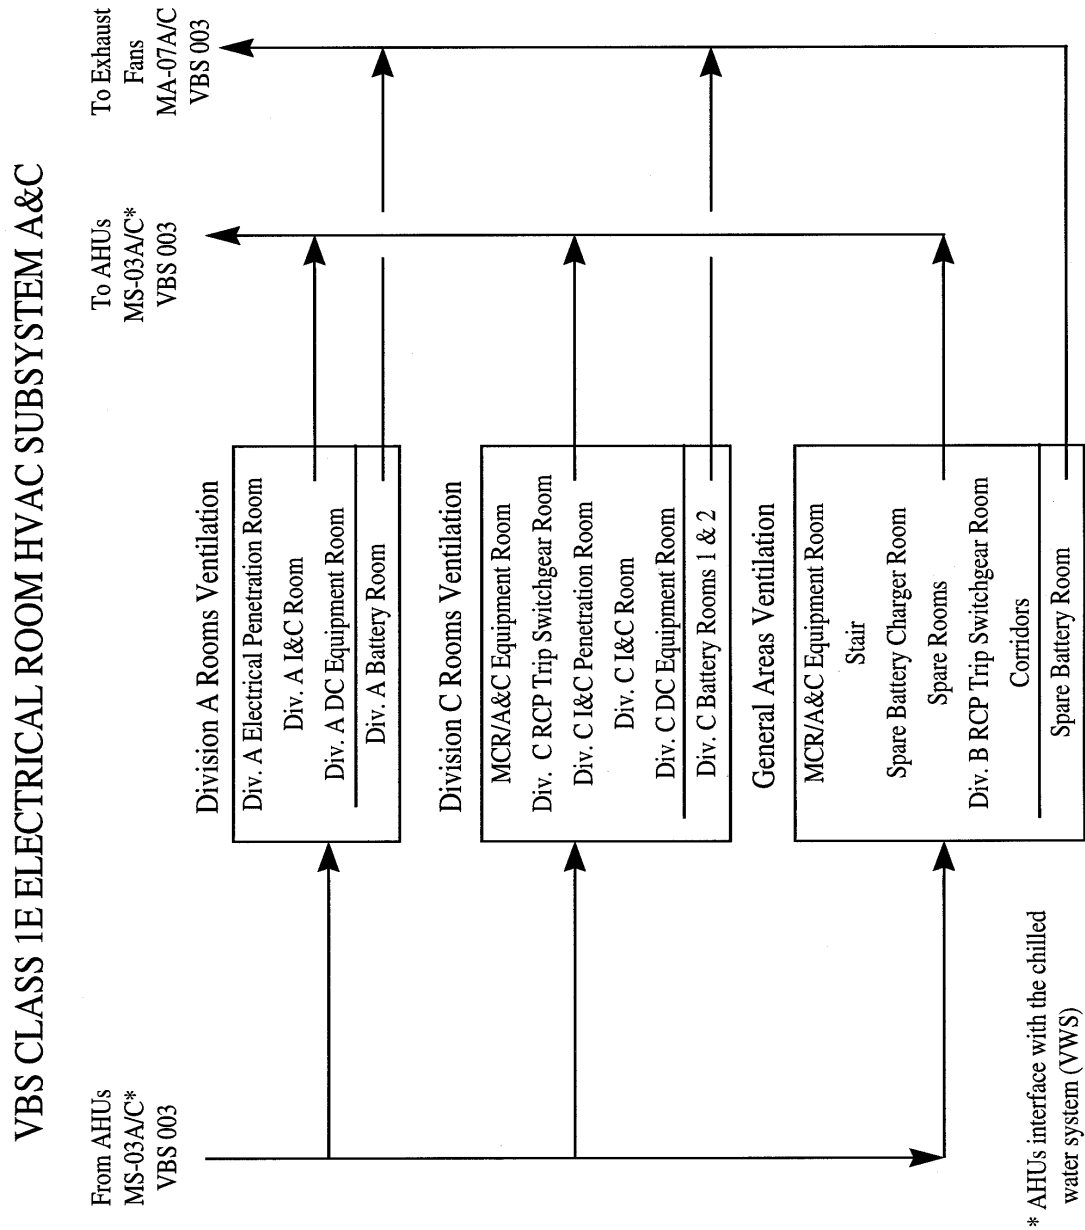 VBS CLASS 1E ELECTRICAL ROOM HVAC SUBSYSTEM A&C
From AHUs
MS-03A/C*
VBS 003
To AHUs
MS-03A/C*
VBS 003
To Exhaust
Fans
MA-07A/C
VBS 003
Division A Rooms Ventilation
Div. A Electrical Penetration Room
Div. A I&C Room
Div. A DC Equipment Room
Div. A Battery Room
Division C Rooms Ventilation
MCR/A&C Equipment Room
Div. C RCP Trip Switchgear Room
Div. C I&C Penetration Room
Div. C I&C Room
Div. C DC Equipment Room
Div. C Battery Rooms 1 & 2
General Areas Ventilation
MCR/A&C Equipment Room
Stair
Spare Battery Charger Room
Spare Rooms
Div. B RCP Trip Switchgear Room
Corridors
Spare Battery Room
* AHUs interface with the chilled
water system (VWS)